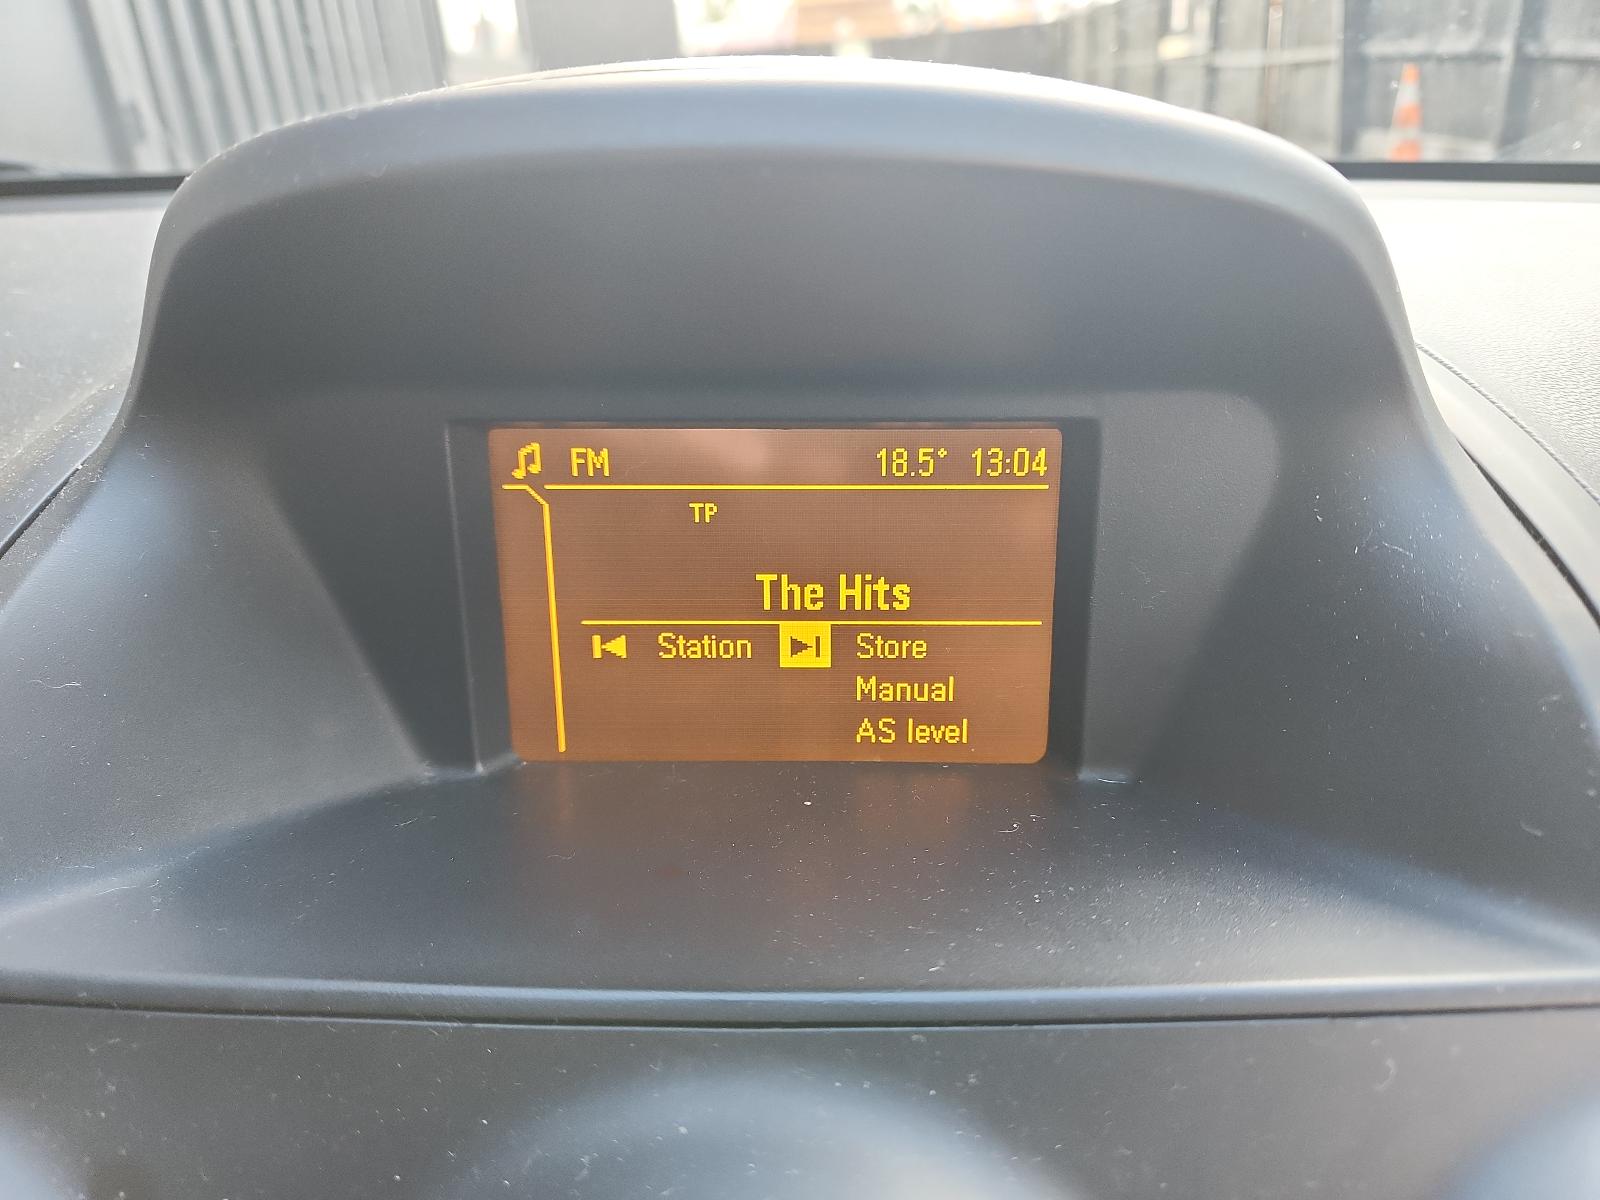 FM 18.5° 13:04
TP
The Hits
Station Store
Manual
AS level